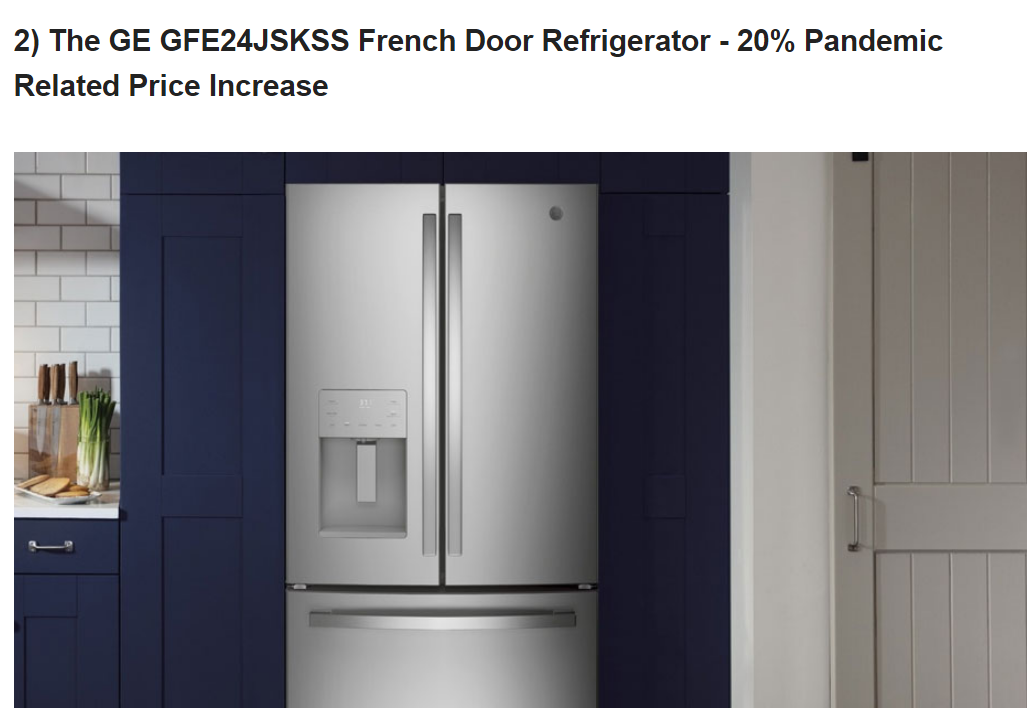 2) The GE GFE24JSKSS French Door Refrigerator - 20% Pandemic
Related Price Increase